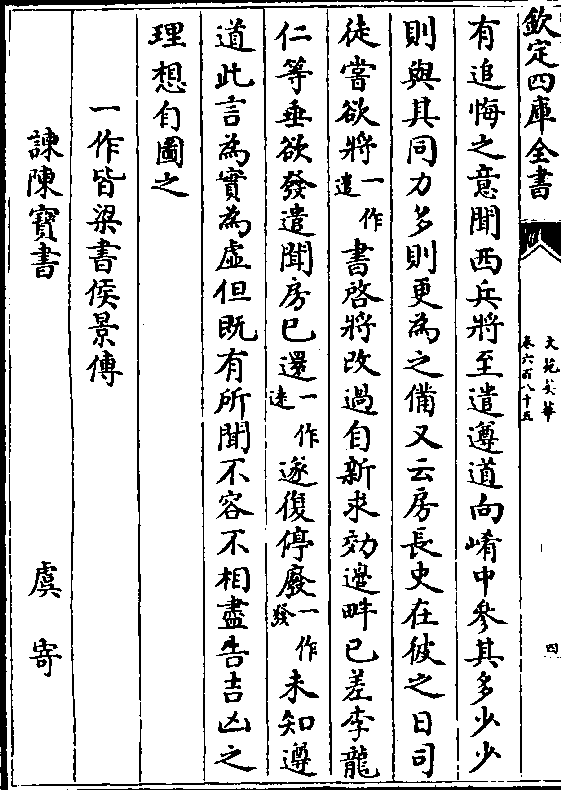 欽定四庫全書
文苑英華
卷六百八十五
四
有追悔之意聞西兵將至遣遵道向崤中參其多少少
則與其同力多則更為之備又云房長史在彼之日司
徒嘗欲將一作遣書啓將改過自新求効邉畔已差李龍
仁等垂欲發遣聞房已還一作逺遂復停廢一作發未知遵
道此言為實為虛但既有所聞不容不相盡告吉凶之
理想自圖之
一作皆梁書侯景傳
諫陳寶書
虞寄